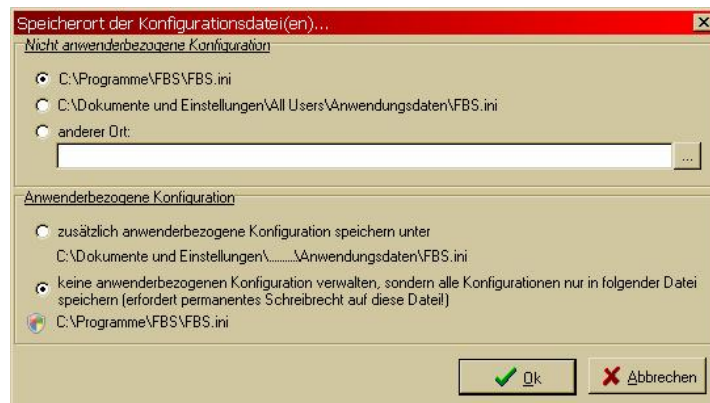 Speicherort der Konfigurationsdatei(en)...
Nicht anwenderbezogene Konfiguration
C:\Programme\FBS\FBS.ini
C:\Dokumente und Einstellungen\All Users\Anwendungsdaten\FBS.ini
anderer Ort:
...
Anwenderbezogene Konfiguration
zusätzlich anwenderbezogene Konfiguration speichern unter
C:\Dokumente und Einstellungen\.........\Anwendungsdaten\FBS.ini
keine anwenderbezogenen Konfiguration verwalten, sondern alle Konfigurationen nur in folgender Datei
speichern (erfordert permanentes Schreibrecht auf diese Datei!)
C:\Programme\FBS\FBS.ini
Ok
Abbrechen